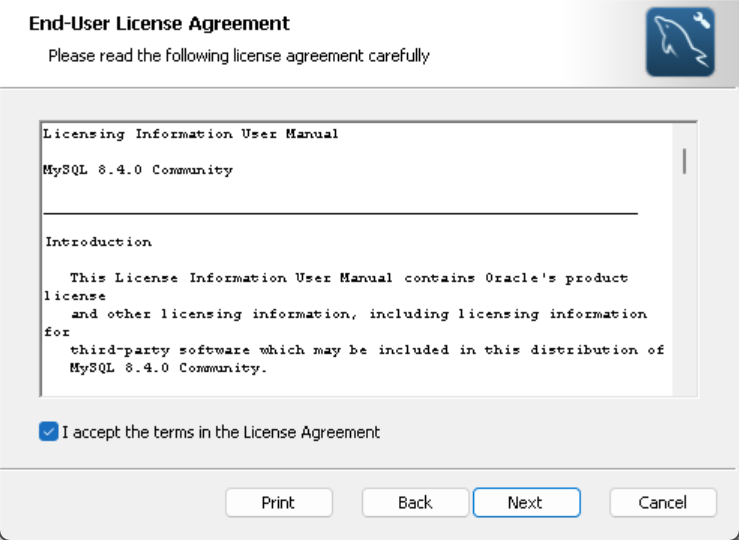 End-User License Agreement
Please read the following license agreement carefully
Licensing Information User Manual
MySQL 8.4.0 Community
Introduction
This License Information User Manual contains Oracle's product
license
and other licensing information, including licensing information
for
third-party software which may be included in this distribution of
MySQL 8.4.0 Community.
I accept the terms in the License Agreement
Print
Back
Next
Cancel